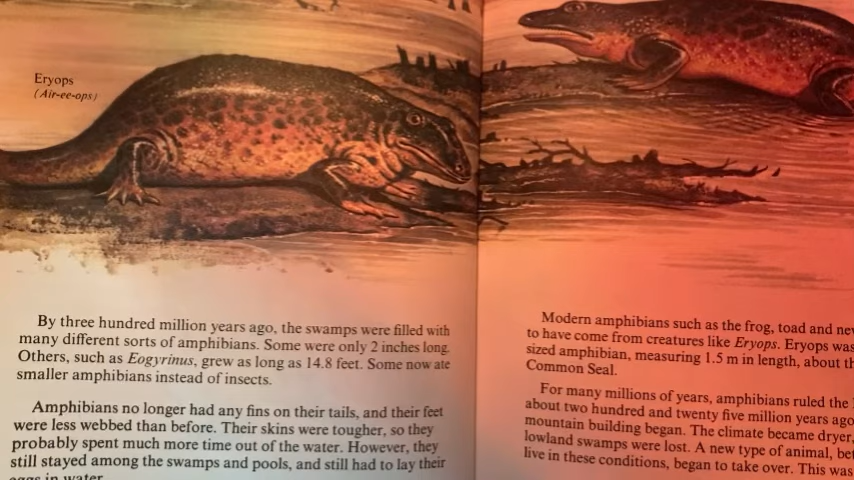 Eryops
(Air-ee-ops)
By three hundred million years ago, the swamps were filled with
many different sorts of amphibians. Some were only 2 inches long.
Others, such as Eogyrinus, grew as long as 14.8 feet. Some now ate
smaller amphibians instead of insects.
Amphibians no longer had any fins on their tails, and their feet
were less webbed than before. Their skins were tougher, so they
probably spent much more time out of the water. However, they
still stayed among the swamps and pools, and still had to lay their
eggs in water.
Modern amphibians such as the frog, toad and
to have come from creatures like Eryops. Eryops was
sized amphibian, measuring 1.5 m in length, about
Common Seal.
For many millions of years, amphibians ruled the
about two hundred and twenty five million years ago
mountain building began. The climate became dryer,
lowland swamps were lost. A new type of animal,
live in these conditions, began to take over. This was